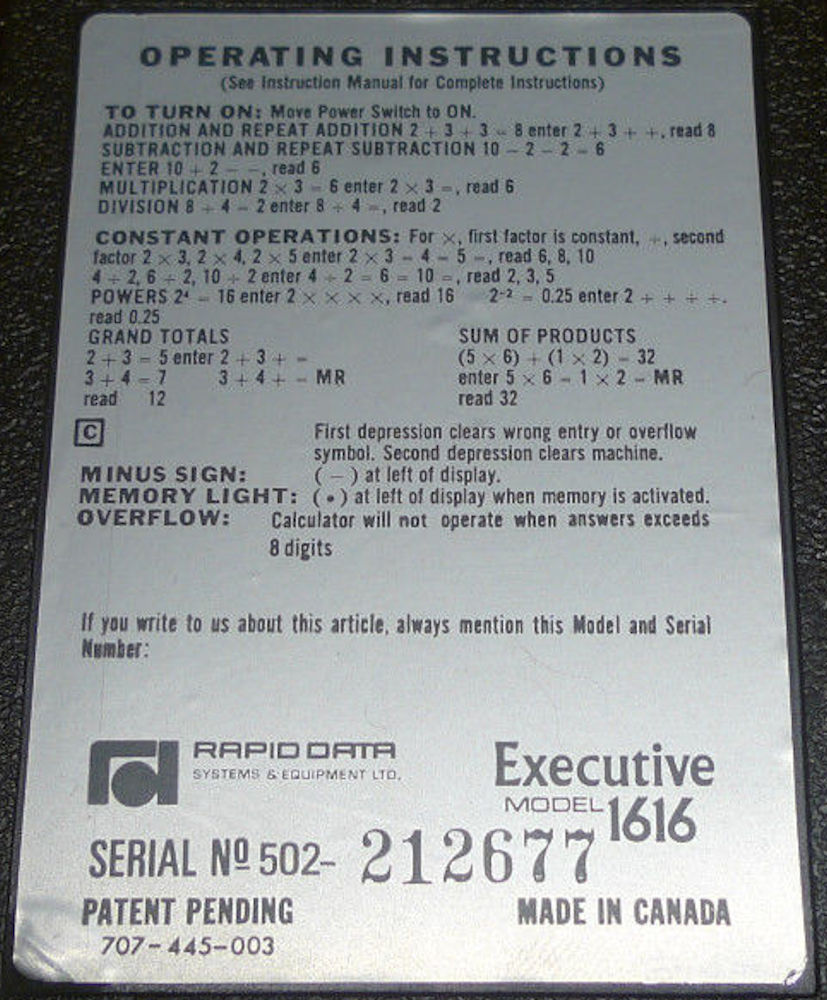 OPERATING INSTRUCTIONS
(See Instruction Manual for Complete Instructions)
TO TURN ON: Move Power Switch to ON.
ADDITION AND REPEAT ADDITION 2 + 3 + 3 = 8 enter 2 + 3 + +, read 8
SUBTRACTION AND REPEAT SUBTRACTION 10 − 2 − 2 = 6
ENTER 10 ÷ 2 − −, read 6
MULTIPLICATION 2 × 3 = 6 enter 2 × 3 =, read 6
DIVISION 8 ÷ 4 = 2 enter 8 ÷ 4 =, read 2
CONSTANT OPERATIONS: For ×, first factor is constant, ÷, second
factor 2 × 3, 2 × 4, 2 × 5 enter 2 × 3 = 4 = 5 =, read 6, 8, 10
4 ÷ 2, 6 ÷ 2, 10 ÷ 2 enter 4 ÷ 2 = 6 = 10 =, read 2, 3, 5
POWERS 2⁴ = 16 enter 2 × × × ×, read 16 2⁻² = 0.25 enter 2 ÷ ÷ ÷ ÷.
read 0.25
GRAND TOTALS SUM OF PRODUCTS
2 + 3 = 5 enter 2 + 3 + = (5 × 6) + (1 × 2) = 32
3 + 4 = 7 3 + 4 + = MR enter 5 × 6 = 1 × 2 = MR
read 12 read 32
C First depression clears wrong entry or overflow
symbol. Second depression clears machine.
MINUS SIGN: (−) at left of display.
MEMORY LIGHT: (•) at left of display when memory is activated.
OVERFLOW: Calculator will not operate when answers exceeds
8 digits
If you write to us about this article, always mention this Model and Serial
Number:
RAPID DATA
SYSTEMS & EQUIPMENT LTD.
Executive
MODEL 1616
SERIAL Nº 502- 212677
PATENT PENDING MADE IN CANADA
707-445-003